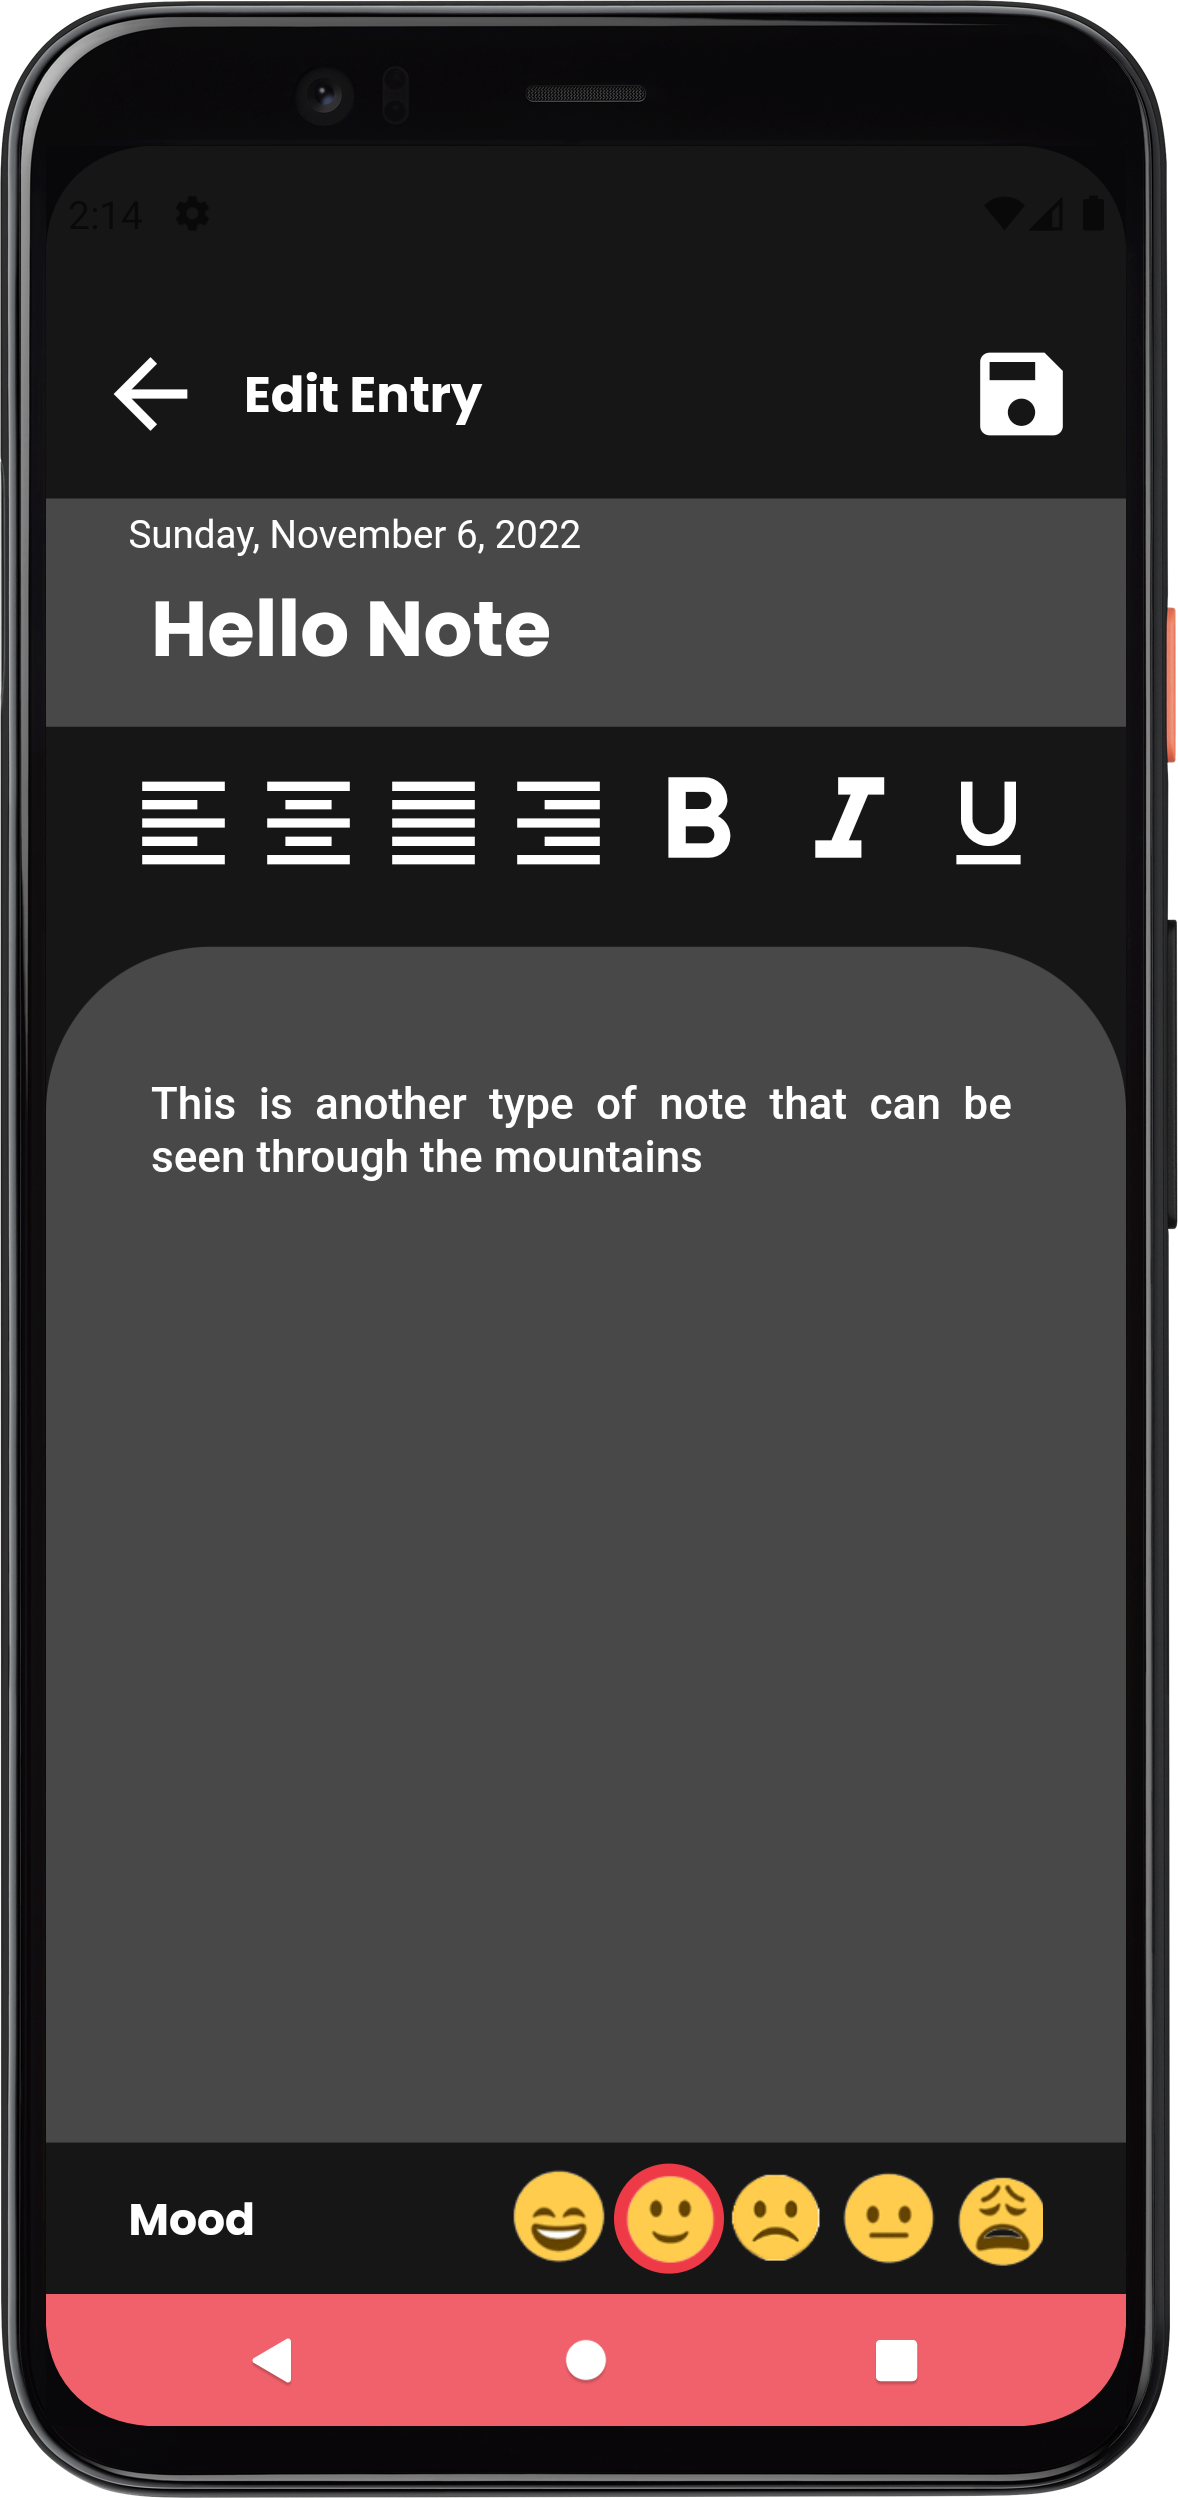 2:14
Edit Entry
Sunday, November 6, 2022
Hello Note
B I U
This is another type of note that can be
seen through the mountains
Mood